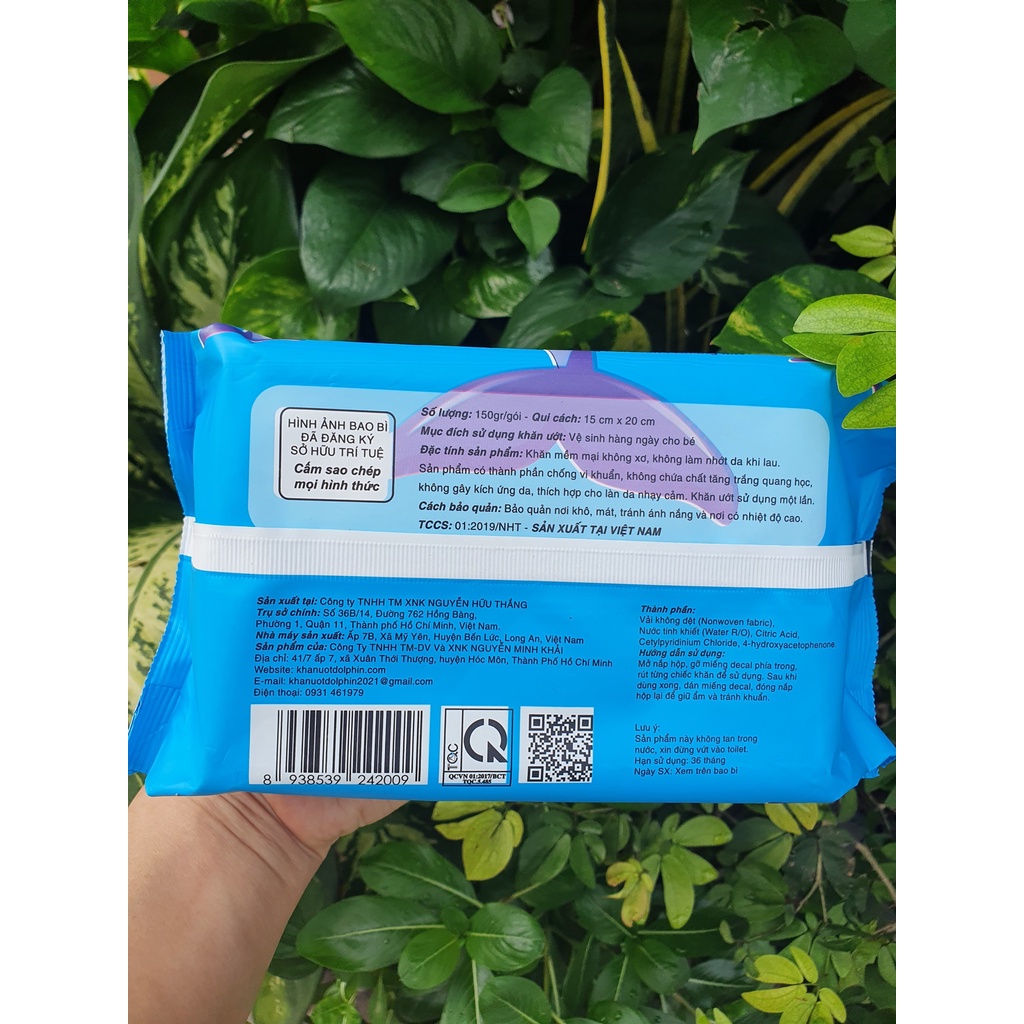 HÌNH ẢNH BAO BÌ
ĐÃ ĐĂNG KÝ
SỞ HỮU TRÍ TUỆ
Cấm sao chép
mọi hình thức
Số lượng: 150gr/gói - Qui cách: 15 cm x 20 cm
Mục đích sử dụng khăn ướt: Vệ sinh hàng ngày cho bé
Đặc tính sản phẩm: Khăn mềm mại không xơ, không làm nhớt da khi lau.
Sản phẩm có thành phần chống vi khuẩn, không chứa chất tăng trắng quang học,
không gây kích ứng da, thích hợp cho làn da nhạy cảm. Khăn ướt sử dụng một lần.
Cách bảo quản: Bảo quản nơi khô, mát, tránh ánh nắng và nơi có nhiệt độ cao.
TCCS: 01:2019/NHT - SẢN XUẤT TẠI VIỆT NAM
Sản xuất tại: Công ty TNHH TM XNK NGUYỄN HỮU THẮNG
Trụ sở chính: Số 36B/14, Đường 762 Hồng Bàng,
Phường 1, Quận 11, Thành phố Hồ Chí Minh, Việt Nam.
Nhà máy sản xuất: Ấp 7B, Xã Mỹ Yên, Huyện Bến Lức, Long An, Việt Nam
Sản phẩm của: Công Ty TNHH TM-DV Và XNK NGUYỄN MINH KHẢI
Địa chỉ: 41/7 ấp 7, xã Xuân Thới Thượng, huyện Hóc Môn, Thành Phố Hồ Chí Minh
Website: khanuotdolphin.com
E-mail: khanuotdolphin2021@gmail.com
Điện thoại: 0931 461979
8 938539 242009
TQC
QCVN 01:2017/BCT
TQC.5.485
Thành phần:
Vải không dệt (Nonwoven fabric),
Nước tinh khiết (Water R/O), Citric Acid,
Cetylpyridinium Chloride, 4-hydroxyacetophenone.
Hướng dẫn sử dụng:
Mở nắp hộp, gỡ miếng decal phía trong,
rút từng chiếc khăn để sử dụng. Sau khi
dùng xong, dán miếng decal, đóng nắp
hộp lại để giữ ẩm và tránh khuẩn.
Lưu ý:
Sản phẩm này không tan trong
nước, xin đừng vứt vào toilet.
Hạn sử dụng: 36 tháng
Ngày SX: Xem trên bao bì